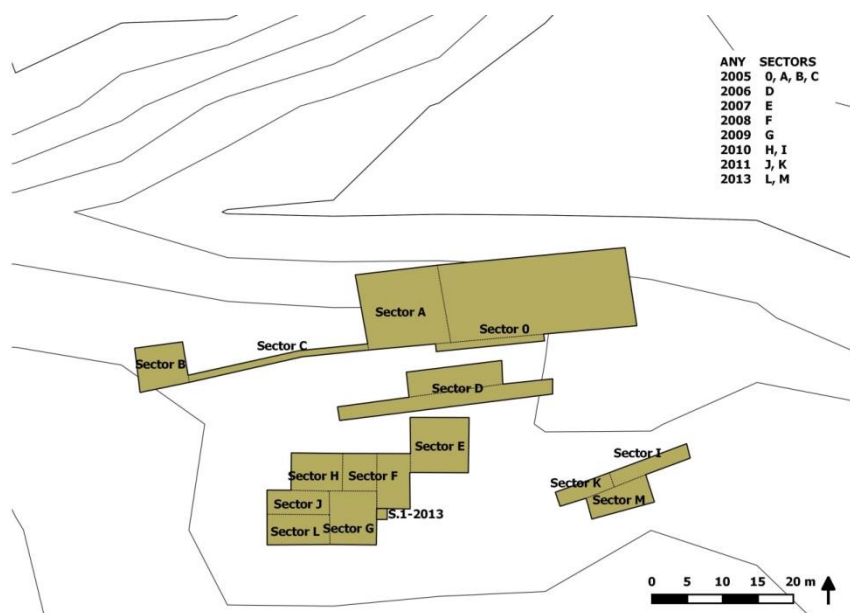 ANY SECTORS
2005 0, A, B, C
2006 D
2007 E
2008 F
2009 G
2010 H, I
2011 J, K
2013 L, M
Sector A
Sector 0
Sector C
Sector B
Sector D
Sector E
Sector I
Sector H Sector F
Sector K
Sector M
Sector J
S.1-2013
Sector L Sector G
0 5 10 15 20 m